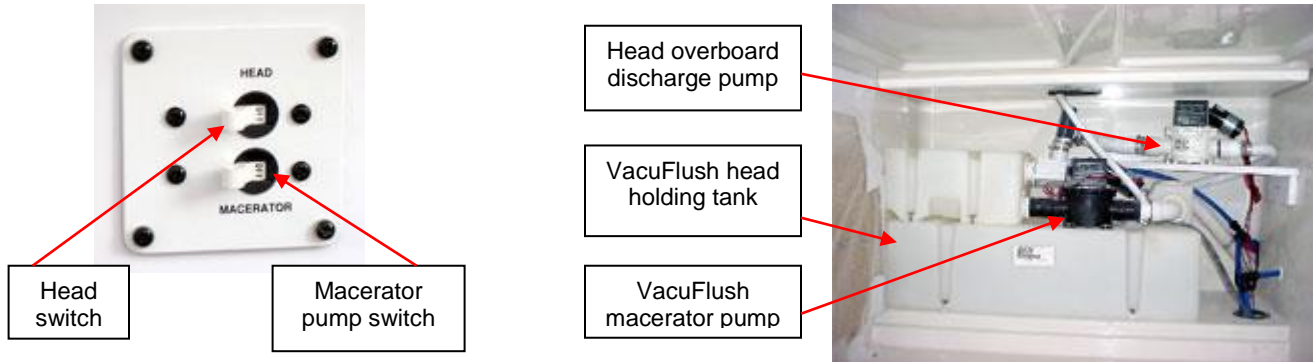 HEAD
MACERATOR
Head
switch
Macerator
pump switch
Head overboard
discharge pump
VacuFlush head
holding tank
VacuFlush
macerator pump